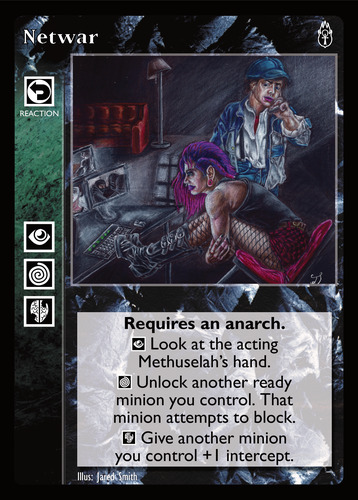 Netwar
REACTION
Requires an anarch.
Look at the acting
Methuselah's hand.
Unlock another ready
minion you control. That
minion attempts to block.
Give another minion
you control +1 intercept.
Illus: Jared Smith